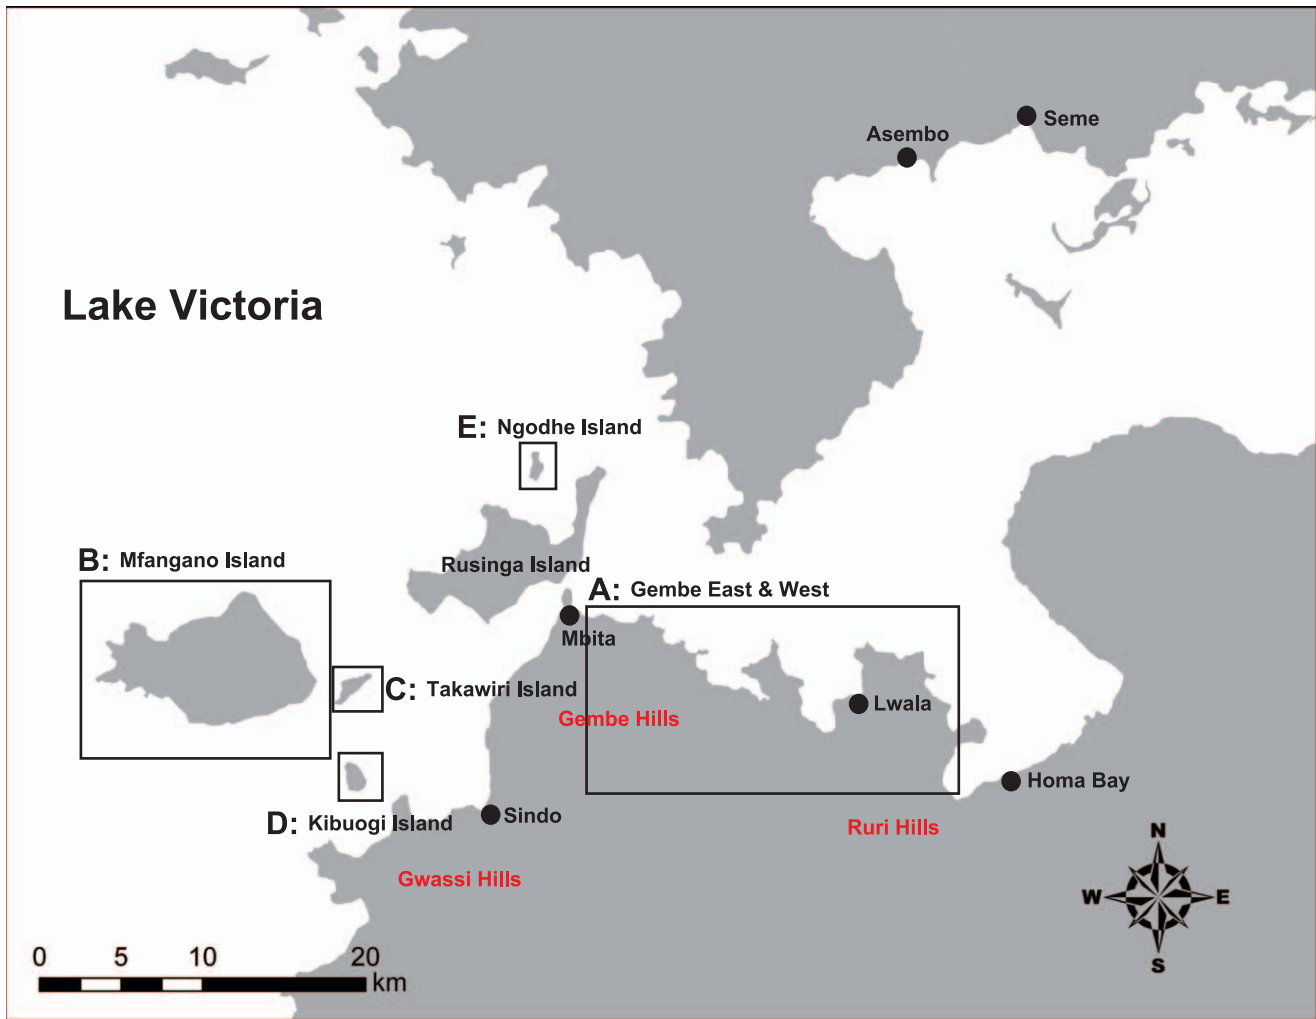 Seme
Asembo
Lake Victoria
E: Ngodhe Island
B: Mfangano Island
Rusinga Island
A: Gembe East & West
Mbita
C: Takawiri Island
Lwala
Gembe Hills
Homa Bay
D: Kibuogi Island
Sindo
Ruri Hills
N
Gwassi Hills
W E
S
0 5 10 20
km